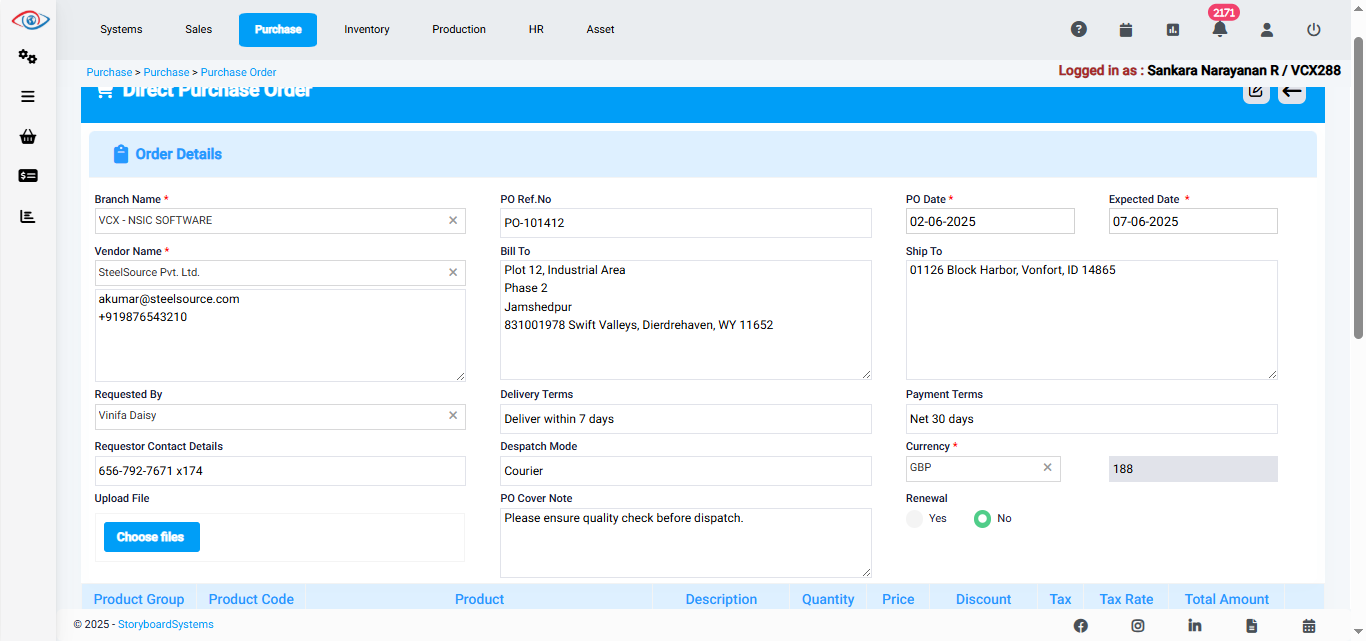 Systems
Sales
Purchase
Inventory
Production
HR
Asset
2171
Purchase > Purchase > Purchase Order
Logged in as : Sankara Narayanan R / VCX288
Direct Purchase Order
Order Details
Branch Name *
VCX - NSIC SOFTWARE
PO Ref.No
PO-101412
PO Date *
02-06-2025
Expected Date *
07-06-2025
Vendor Name *
SteelSource Pvt. Ltd.
akumar@steelsource.com
+919876543210
Bill To
Plot 12, Industrial Area
Phase 2
Jamshedpur
831001978 Swift Valleys, Dierdrehaven, WY 11652
Ship To
01126 Block Harbor, Vonfort, ID 14865
Requested By
Vinifa Daisy
Delivery Terms
Deliver within 7 days
Payment Terms
Net 30 days
Requestor Contact Details
656-792-7671 x174
Despatch Mode
Courier
Currency *
GBP
188
Upload File
Choose files
PO Cover Note
Please ensure quality check before dispatch.
Renewal
Yes
No
Product Group
Product Code
Product
Description
Quantity
Price
Discount
Tax
Tax Rate
Total Amount
© 2025 - StoryboardSystems